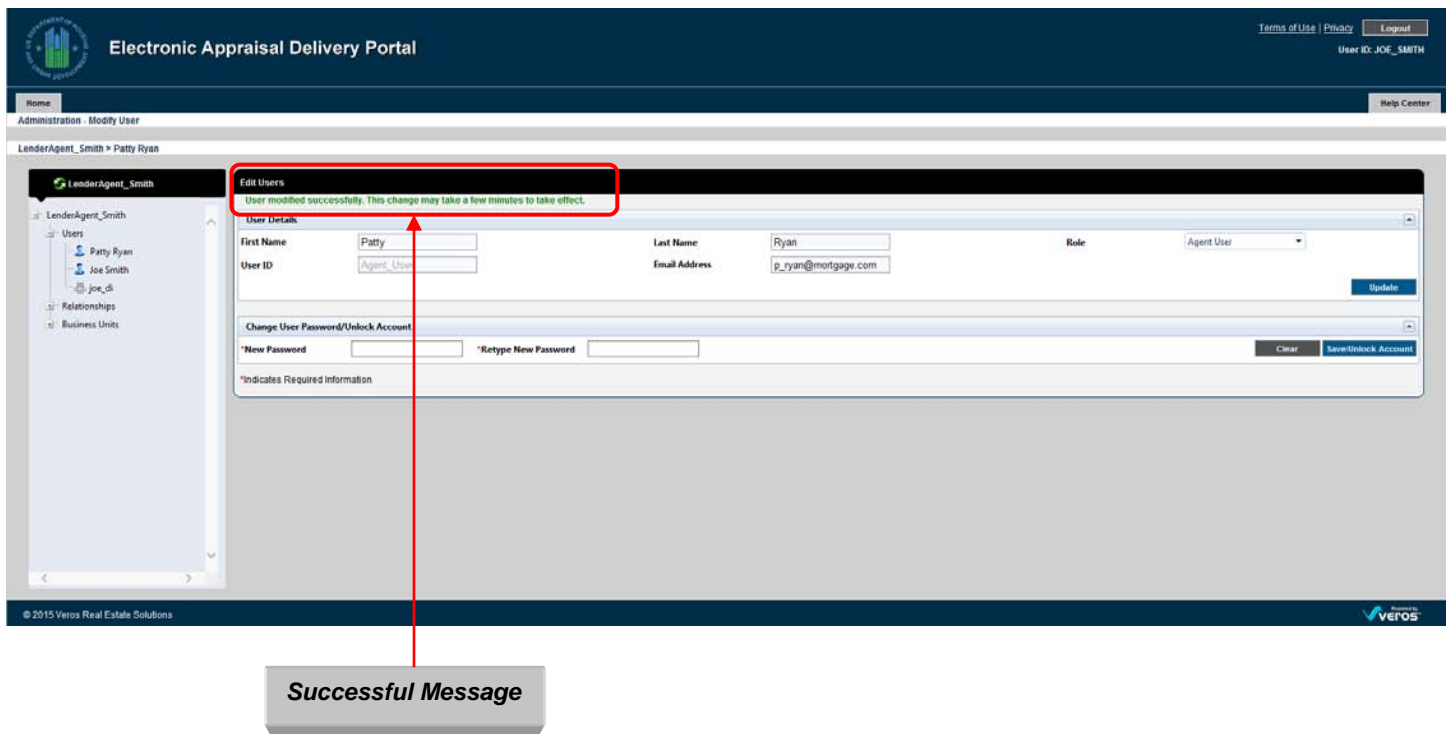 Terms of Use | Privacy Logout
Electronic Appraisal Delivery Portal
User ID: JOE_SMITH
Home Help Center
Administration - Modify User
LenderAgent_Smith > Patty Ryan
LenderAgent_Smith
Edit Users
User modified successfully. This change may take a few minutes to take effect.
LenderAgent_Smith
Users
Patty Ryan
Joe Smith
joe_di
Relationships
Business Units
User Details
First Name Patty Last Name Ryan Role Agent User
User ID Agent_User Email Address p_ryan@mortgage.com
Update
Change User Password/Unlock Account
*New Password *Retype New Password Clear Save/Unlock Account
*Indicates Required Information
© 2015 Veros Real Estate Solutions
Powered by
veros
Successful Message